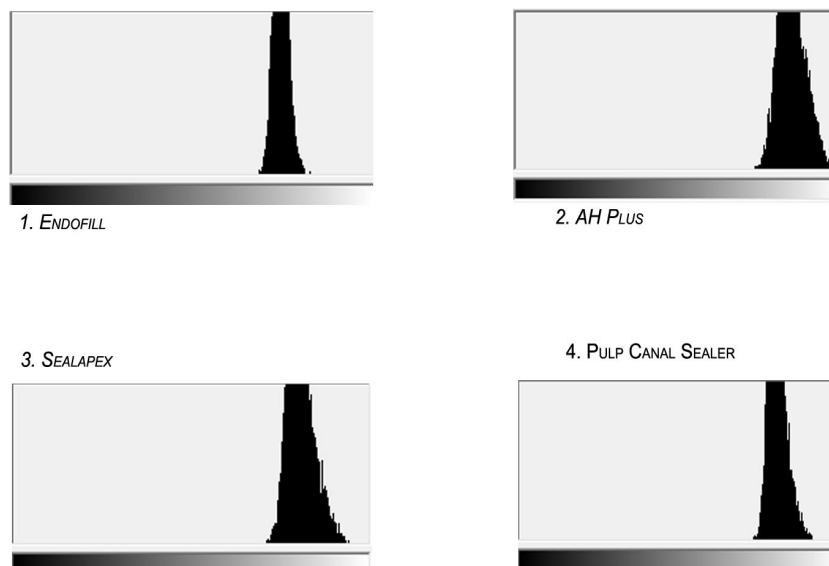 1. ENDOFILL
2. AH PLUS
3. SEALAPEX
4. PULP CANAL SEALER